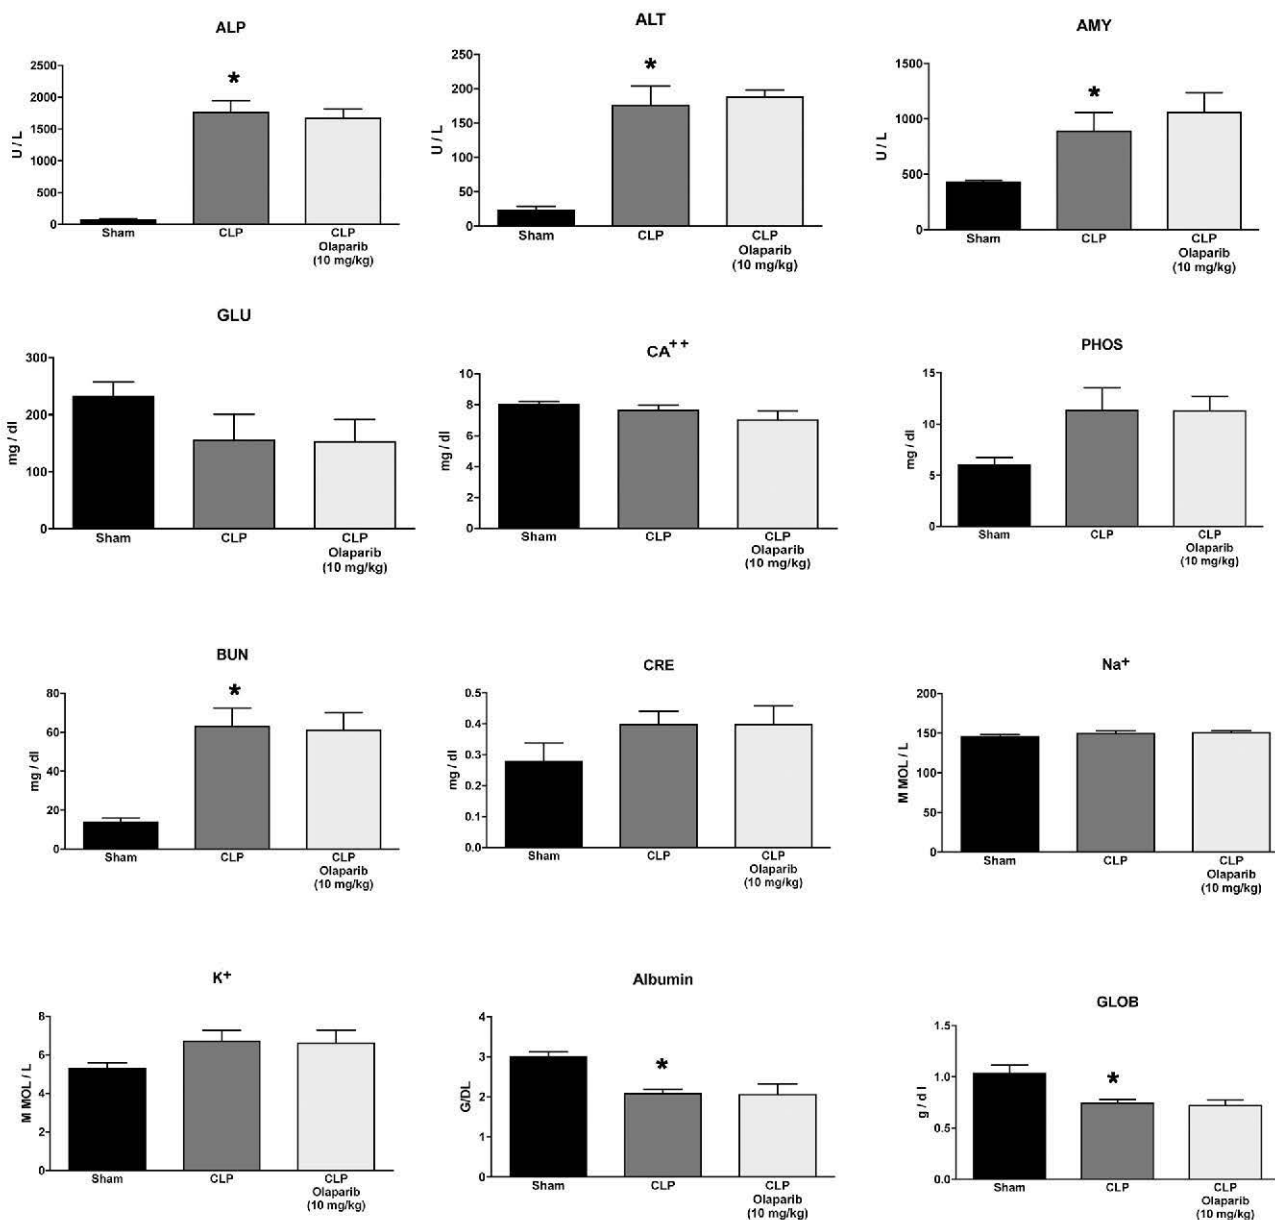 ALP
2500
2000
1500
1000
500
0
U / L
*
Sham
CLP
CLP
Olaparib
(10 mg/kg)
ALT
250
200
150
100
50
0
U / L
*
Sham
CLP
CLP
Olaparib
(10 mg/kg)
AMY
1500
1000
500
0
U / L
*
Sham
CLP
CLP
Olaparib
(10 mg/kg)
GLU
300
200
100
0
mg / dl
Sham
CLP
CLP
Olaparib
(10 mg/kg)
CA++
10
8
6
4
2
0
mg / dl
Sham
CLP
CLP
Olaparib
(10 mg/kg)
PHOS
15
10
5
0
mg / dl
Sham
CLP
CLP
Olaparib
(10 mg/kg)
BUN
80
60
40
20
0
mg / dl
*
Sham
CLP
CLP
Olaparib
(10 mg/kg)
CRE
0.5
0.4
0.3
0.2
0.1
0.0
mg / dl
Sham
CLP
CLP
Olaparib
(10 mg/kg)
Na+
200
150
100
50
0
M MOL / L
Sham
CLP
CLP
Olaparib
(10 mg/kg)
K+
8
6
4
2
0
M MOL / L
Sham
CLP
CLP
Olaparib
(10 mg/kg)
Albumin
4
3
2
1
0
G/DL
*
Sham
CLP
CLP
Olaparib
(10 mg/kg)
GLOB
1.5
1.0
0.5
0.0
g / d l
*
Sham
CLP
CLP
Olaparib
(10 mg/kg)